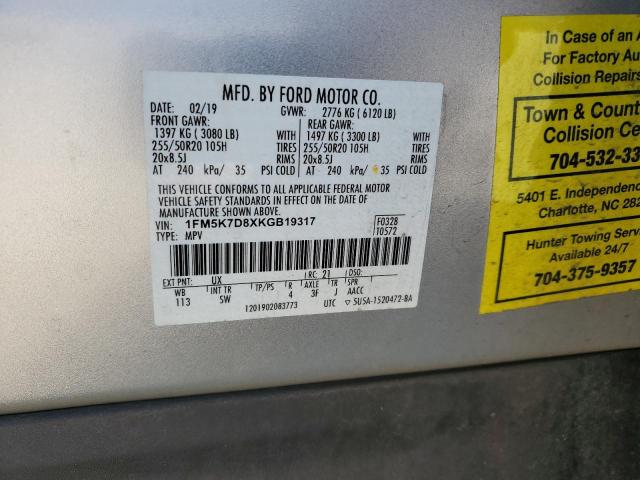 MFD. BY FORD MOTOR CO.
DATE: 02/19 GVWR: 2776 KG ( 6120 LB)
FRONT GAWR: REAR GAWR:
1397 KG ( 3080 LB) WITH 1497 KG ( 3300 LB) WITH
255/50R20 105H TIRES 255/50R20 105H TIRES
20x8.5J RIMS 20x8.5J RIMS
AT 240 kPa/ 35 PSI COLD AT 240 kPa/ 35 PSI COLD
THIS VEHICLE CONFORMS TO ALL APPLICABLE FEDERAL MOTOR
VEHICLE SAFETY STANDARDS IN EFFECT ON THE DATE OF
MANUFACTURE SHOWN ABOVE.
VIN: 1FM5K7D8XKGB19317 F0328
TYPE: MPV T0572
EXT PNT: UX RC: 21 DSO:
WB INT TR TP/PS R AXLE TR SPR
113 SW 4 3F J AACC
1201902083773 UTC ▽ 5USA-1520472-BA
In Case of an A
For Factory Au
Collision Repairs
Town & Count
Collision Ce
704-532-33
5401 E. Independenc
Charlotte, NC 282
Hunter Towing Serv
Available 24/7
704-375-9357